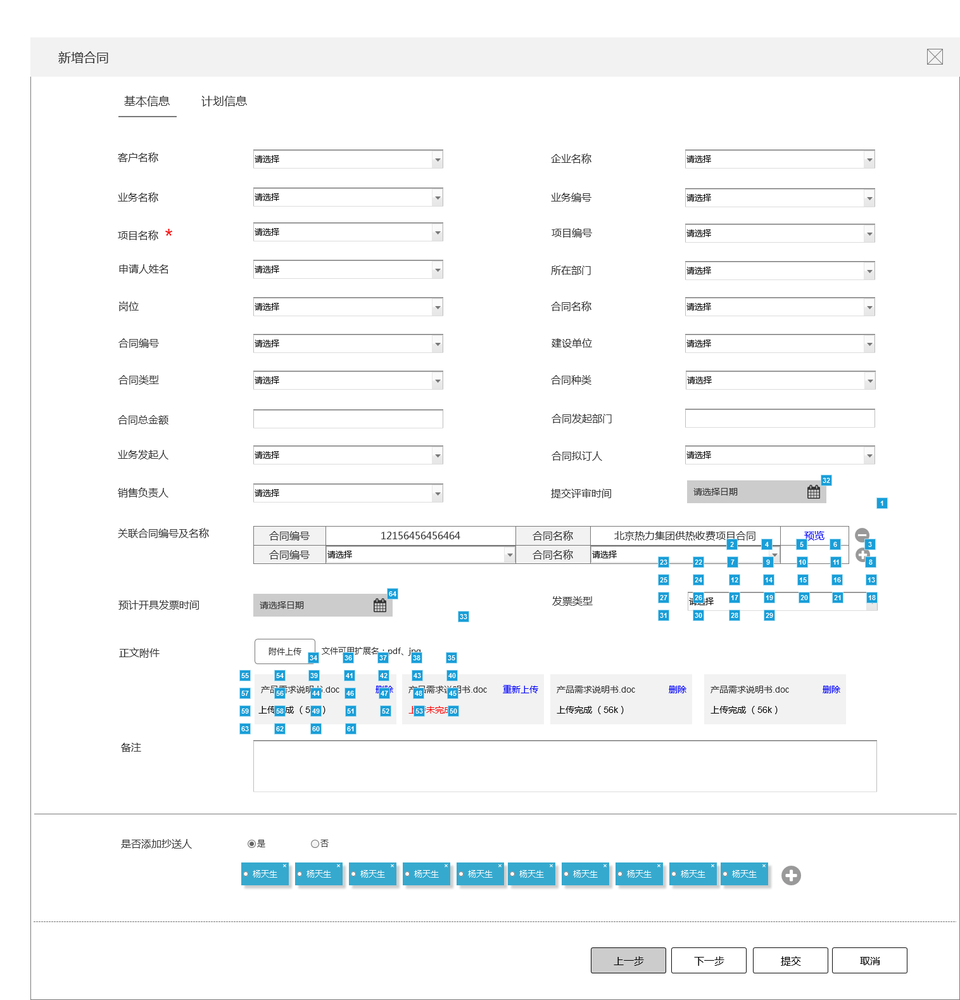 新增合同
基本信息 计划信息
客户名称 请选择 企业名称 请选择
业务名称 请选择 业务编号 请选择
项目名称 * 请选择 项目编号 请选择
申请人姓名 请选择 所在部门 请选择
岗位 请选择 合同名称 请选择
合同编号 请选择 建设单位 请选择
合同类型 请选择 合同种类 请选择
合同总金额 合同发起部门
业务发起人 请选择 合同拟订人 请选择
销售负责人 请选择 提交评审时间 请选择日期 32
1
关联合同编号及名称 合同编号 12156456456464 合同名称 北京热力集团供热收费项目合同 预览
2 4 5 6 3
合同编号 请选择 合同名称 请选择
23 22 7 9 10 11 8
25 24 12 14 15 16 13
64
预计开具发票时间 请选择日期 发票类型 请选择
27 26 17 19 20 21 18
33 31 30 28 29
正文附件 附件上传 文件可用扩展名：pdf、jpg
34 36 37 38 35
55 54 39 41 42 43 40
产品需求说明书.doc 删除 产品需求说明书.doc 重新上传 产品需求说明书.doc 删除 产品需求说明书.doc 删除
57 56 44 46 47 48 45
上传完成（5 ） 上传未完成 上传完成（56k） 上传完成（56k）
59 58 49 51 52 53 50
63 62 60 61
备注
是否添加抄送人 是 否
杨天生 杨天生 杨天生 杨天生 杨天生 杨天生 杨天生 杨天生 杨天生 杨天生
上一步 下一步 提交 取消